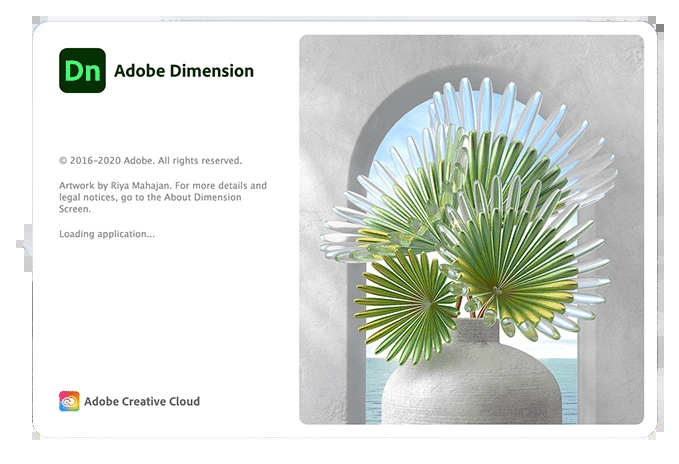 Dn Adobe Dimension
© 2016-2020 Adobe. All rights reserved.
Artwork by Riya Mahajan. For more details and
legal notices, go to the About Dimension
Screen.
Loading application...
Adobe Creative Cloud